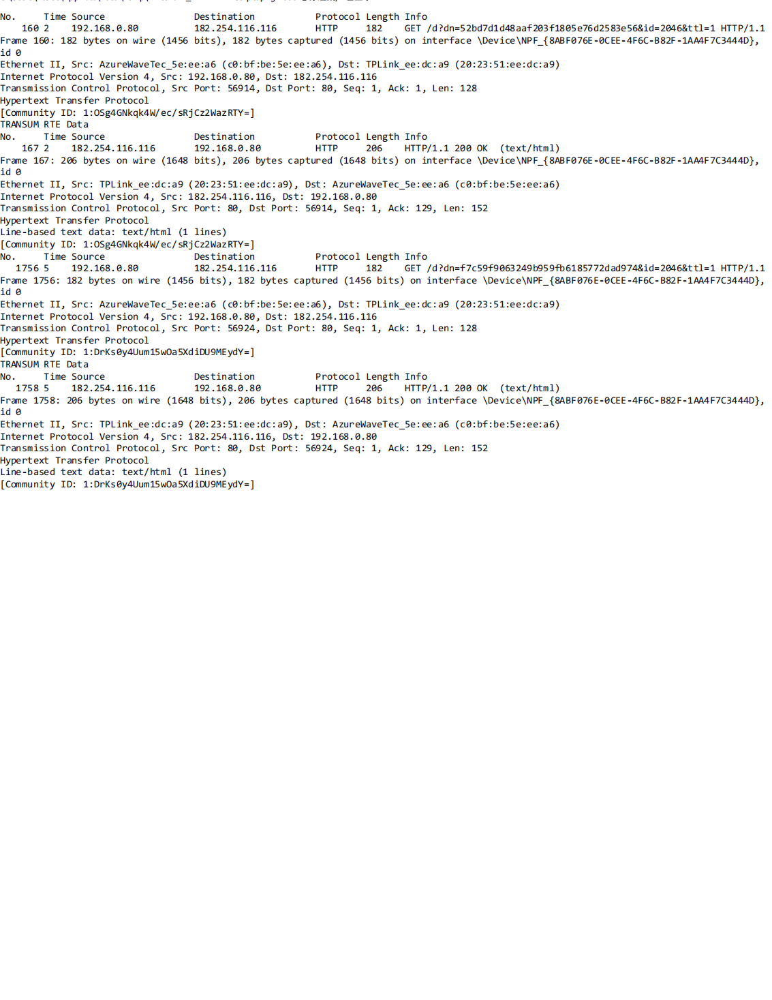 No.     Time Source                Destination           Protocol Length Info
    160 2    192.168.0.80          182.254.116.116       HTTP     182    GET /d?dn=52bd7d1d48aaf203f1805e76d2583e56&id=2046&ttl=1 HTTP/1.1
Frame 160: 182 bytes on wire (1456 bits), 182 bytes captured (1456 bits) on interface \Device\NPF_{8ABF076E-0CEE-4F6C-B82F-1AA4F7C3444D},
id 0
Ethernet II, Src: AzureWaveTec_5e:ee:a6 (c0:bf:be:5e:ee:a6), Dst: TPLink_ee:dc:a9 (20:23:51:ee:dc:a9)
Internet Protocol Version 4, Src: 192.168.0.80, Dst: 182.254.116.116
Transmission Control Protocol, Src Port: 56914, Dst Port: 80, Seq: 1, Ack: 1, Len: 128
Hypertext Transfer Protocol
[Community ID: 1:OSg4GNkqk4W/ec/sRjCz2WazRTY=]
TRANSUM RTE Data
No.     Time Source                Destination           Protocol Length Info
    167 2    182.254.116.116       192.168.0.80          HTTP     206    HTTP/1.1 200 OK  (text/html)
Frame 167: 206 bytes on wire (1648 bits), 206 bytes captured (1648 bits) on interface \Device\NPF_{8ABF076E-0CEE-4F6C-B82F-1AA4F7C3444D},
id 0
Ethernet II, Src: TPLink_ee:dc:a9 (20:23:51:ee:dc:a9), Dst: AzureWaveTec_5e:ee:a6 (c0:bf:be:5e:ee:a6)
Internet Protocol Version 4, Src: 182.254.116.116, Dst: 192.168.0.80
Transmission Control Protocol, Src Port: 80, Dst Port: 56914, Seq: 1, Ack: 129, Len: 152
Hypertext Transfer Protocol
Line-based text data: text/html (1 lines)
[Community ID: 1:OSg4GNkqk4W/ec/sRjCz2WazRTY=]
No.     Time Source                Destination           Protocol Length Info
   1756 5    192.168.0.80          182.254.116.116       HTTP     182    GET /d?dn=f7c59f9063249b959fb6185772dad974&id=2046&ttl=1 HTTP/1.1
Frame 1756: 182 bytes on wire (1456 bits), 182 bytes captured (1456 bits) on interface \Device\NPF_{8ABF076E-0CEE-4F6C-B82F-1AA4F7C3444D},
id 0
Ethernet II, Src: AzureWaveTec_5e:ee:a6 (c0:bf:be:5e:ee:a6), Dst: TPLink_ee:dc:a9 (20:23:51:ee:dc:a9)
Internet Protocol Version 4, Src: 192.168.0.80, Dst: 182.254.116.116
Transmission Control Protocol, Src Port: 56924, Dst Port: 80, Seq: 1, Ack: 1, Len: 128
Hypertext Transfer Protocol
[Community ID: 1:DrKs0y4Uum15wOa5XdiDU9MEydY=]
TRANSUM RTE Data
No.     Time Source                Destination           Protocol Length Info
   1758 5    182.254.116.116       192.168.0.80          HTTP     206    HTTP/1.1 200 OK  (text/html)
Frame 1758: 206 bytes on wire (1648 bits), 206 bytes captured (1648 bits) on interface \Device\NPF_{8ABF076E-0CEE-4F6C-B82F-1AA4F7C3444D},
id 0
Ethernet II, Src: TPLink_ee:dc:a9 (20:23:51:ee:dc:a9), Dst: AzureWaveTec_5e:ee:a6 (c0:bf:be:5e:ee:a6)
Internet Protocol Version 4, Src: 182.254.116.116, Dst: 192.168.0.80
Transmission Control Protocol, Src Port: 80, Dst Port: 56924, Seq: 1, Ack: 129, Len: 152
Hypertext Transfer Protocol
Line-based text data: text/html (1 lines)
[Community ID: 1:DrKs0y4Uum15wOa5XdiDU9MEydY=]